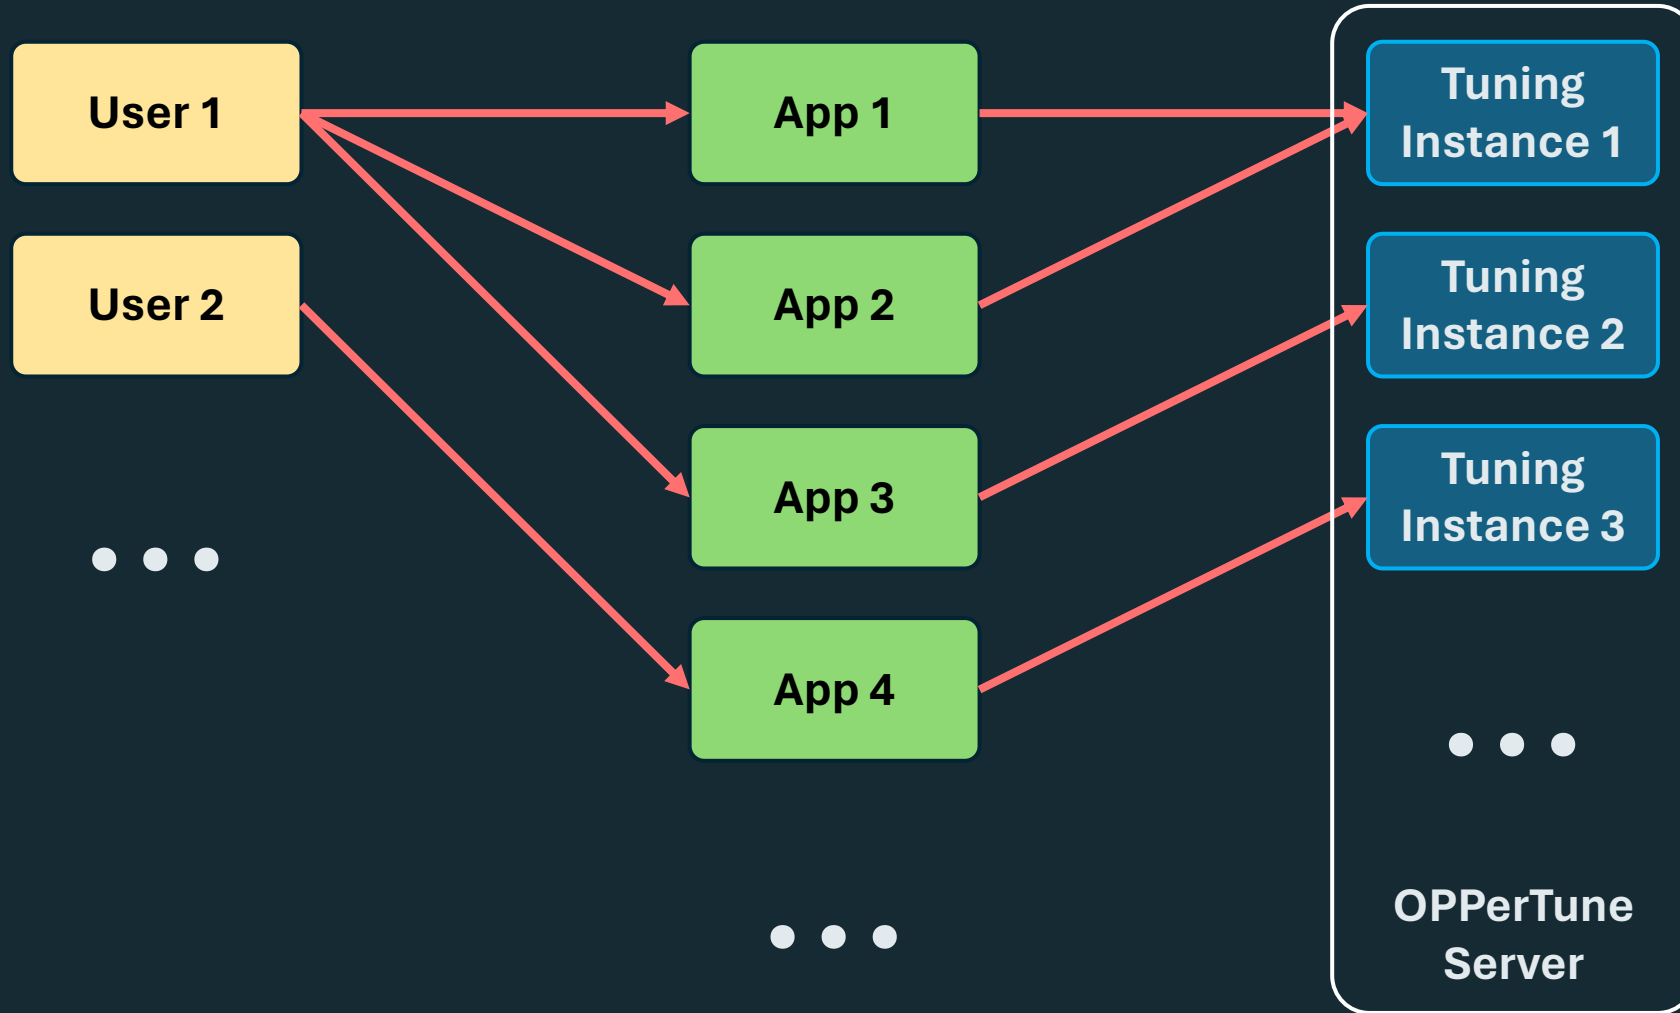 User 1
App 1
Tuning
Instance 1
User 2
App 2
Tuning
Instance 2
App 3
Tuning
Instance 3
App 4
OPPerTune
Server